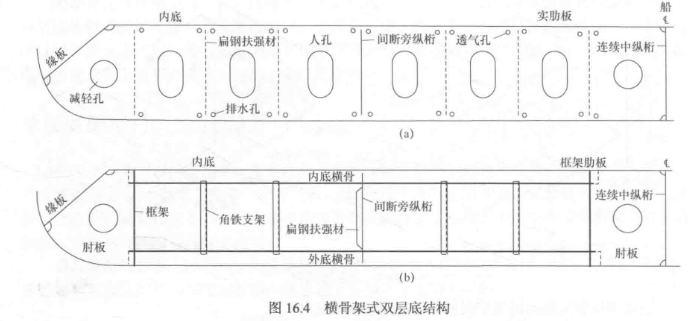 内底
实肋板
船
℄
缘板
扁钢扶强材
人孔
间断旁纵桁
透气孔
连续中纵桁
减轻孔
排水孔
(a)
内底
框架肋板
℄
内底横骨
缘板
框架
角铁支架
间断旁纵桁
连续中纵桁
扁钢扶强材
肘板
肘板
外底横骨
(b)
图 16.4 横骨架式双层底结构